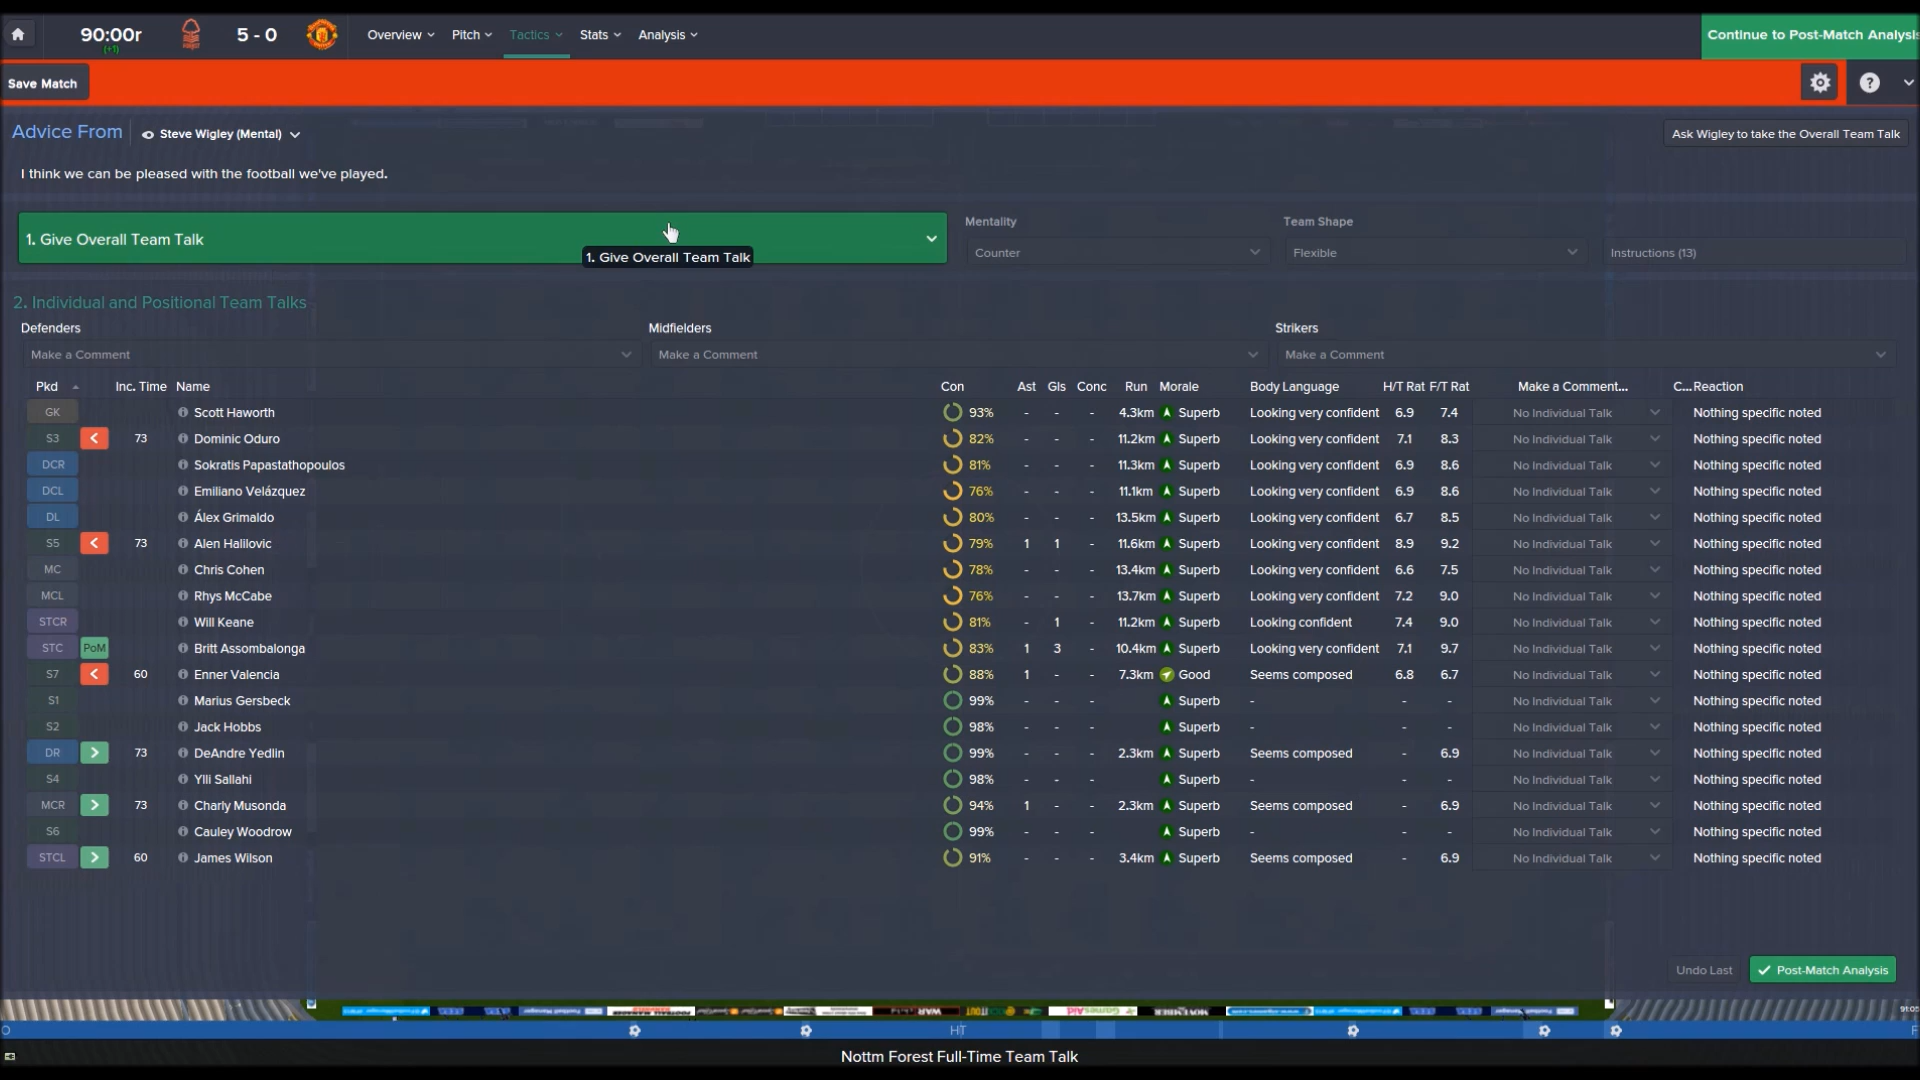 90:00r 5 - 0 Overview Pitch Tactics Stats Analysis Continue to Post-Match Analysis
(+1)
Save Match ?
Advice From Steve Wigley (Mental) Ask Wigley to take the Overall Team Talk
I think we can be pleased with the football we've played.
1. Give Overall Team Talk
1. Give Overall Team Talk
Mentality Team Shape
Counter Flexible Instructions (13)
2. Individual and Positional Team Talks
Defenders Midfielders Strikers
Make a Comment Make a Comment Make a Comment
Pkd Inc. Time Name Con Ast Gls Conc Run Morale Body Language H/T Rat F/T Rat Make a Comment... C... Reaction
GK Scott Haworth 93% - - - 4.3km Superb Looking very confident 6.9 7.4 No Individual Talk Nothing specific noted
S3 73 Dominic Oduro 82% - - - 11.2km Superb Looking very confident 7.1 8.3 No Individual Talk Nothing specific noted
DCR Sokratis Papastathopoulos 81% - - - 11.3km Superb Looking very confident 6.9 8.6 No Individual Talk Nothing specific noted
DCL Emiliano Velázquez 76% - - - 11.1km Superb Looking very confident 6.9 8.6 No Individual Talk Nothing specific noted
DL Álex Grimaldo 80% - - - 13.5km Superb Looking very confident 6.7 8.5 No Individual Talk Nothing specific noted
S5 73 Alen Halilovic 79% 1 1 - 11.6km Superb Looking very confident 8.9 9.2 No Individual Talk Nothing specific noted
MC Chris Cohen 78% - - - 13.4km Superb Looking very confident 6.6 7.5 No Individual Talk Nothing specific noted
MCL Rhys McCabe 76% - - - 13.7km Superb Looking very confident 7.2 9.0 No Individual Talk Nothing specific noted
STCR Will Keane 81% - 1 - 11.2km Superb Looking confident 7.4 9.0 No Individual Talk Nothing specific noted
STC PoM Britt Assombalonga 83% 1 3 - 10.4km Superb Looking very confident 7.1 9.7 No Individual Talk Nothing specific noted
S7 60 Enner Valencia 88% 1 - - 7.3km Good Seems composed 6.8 6.7 No Individual Talk Nothing specific noted
S1 Marius Gersbeck 99% Superb - - - No Individual Talk Nothing specific noted
S2 Jack Hobbs 98% Superb - - - No Individual Talk Nothing specific noted
DR 73 DeAndre Yedlin 99% - - - 2.3km Superb Seems composed - 6.9 No Individual Talk Nothing specific noted
S4 Ylli Sallahi 98% Superb - - - No Individual Talk Nothing specific noted
MCR 73 Charly Musonda 94% 1 - - 2.3km Superb Seems composed - 6.9 No Individual Talk Nothing specific noted
S6 Cauley Woodrow 99% Superb - - - No Individual Talk Nothing specific noted
STCL 60 James Wilson 91% - - - 3.4km Superb Seems composed - 6.9 No Individual Talk Nothing specific noted
Undo Last Post-Match Analysis
HT
Nottm Forest Full-Time Team Talk